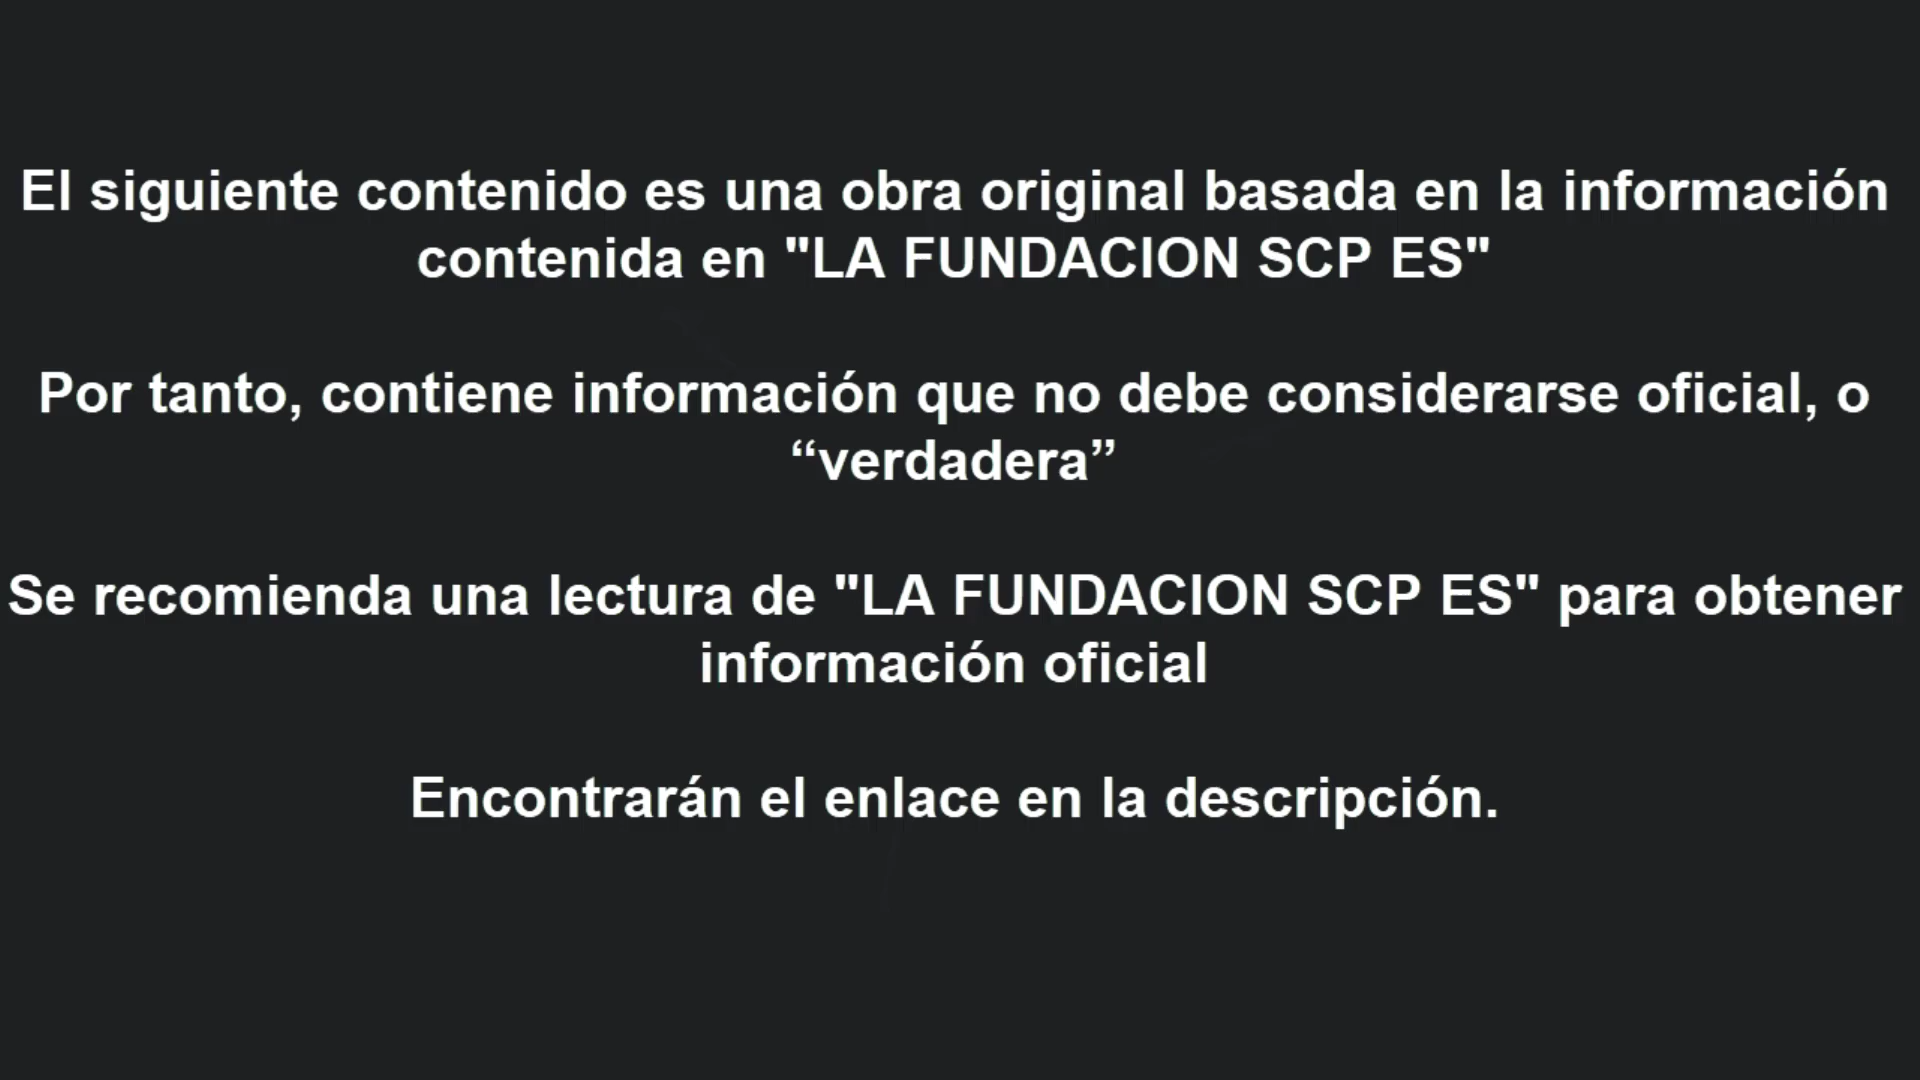 El siguiente contenido es una obra original basada en la información
contenida en "LA FUNDACION SCP ES"
Por tanto, contiene información que no debe considerarse oficial, o
“verdadera”
Se recomienda una lectura de "LA FUNDACION SCP ES" para obtener
información oficial
Encontrarán el enlace en la descripción.